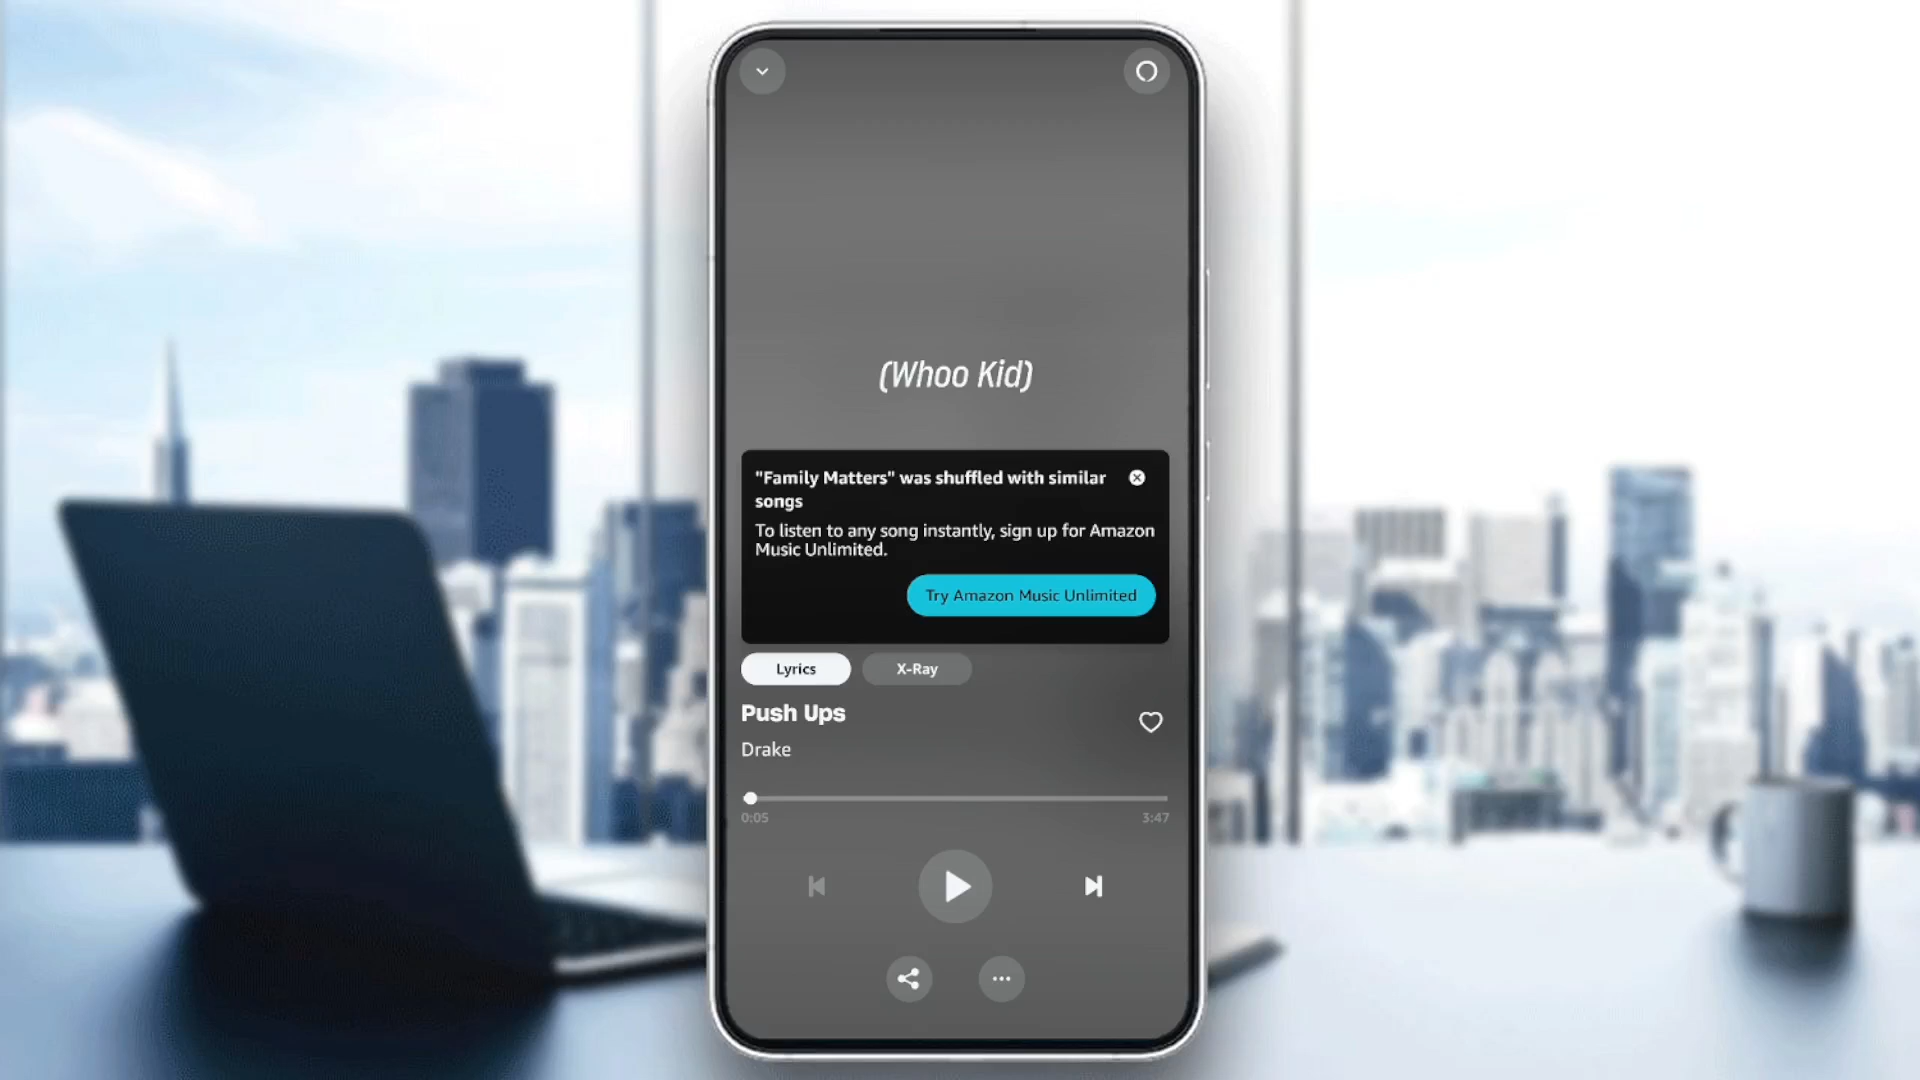 (Whoo Kid)
"Family Matters" was shuffled with similar
songs
To listen to any song instantly, sign up for Amazon
Music Unlimited.
Try Amazon Music Unlimited
Lyrics
X-Ray
Push Ups
Drake
0:05
3:47